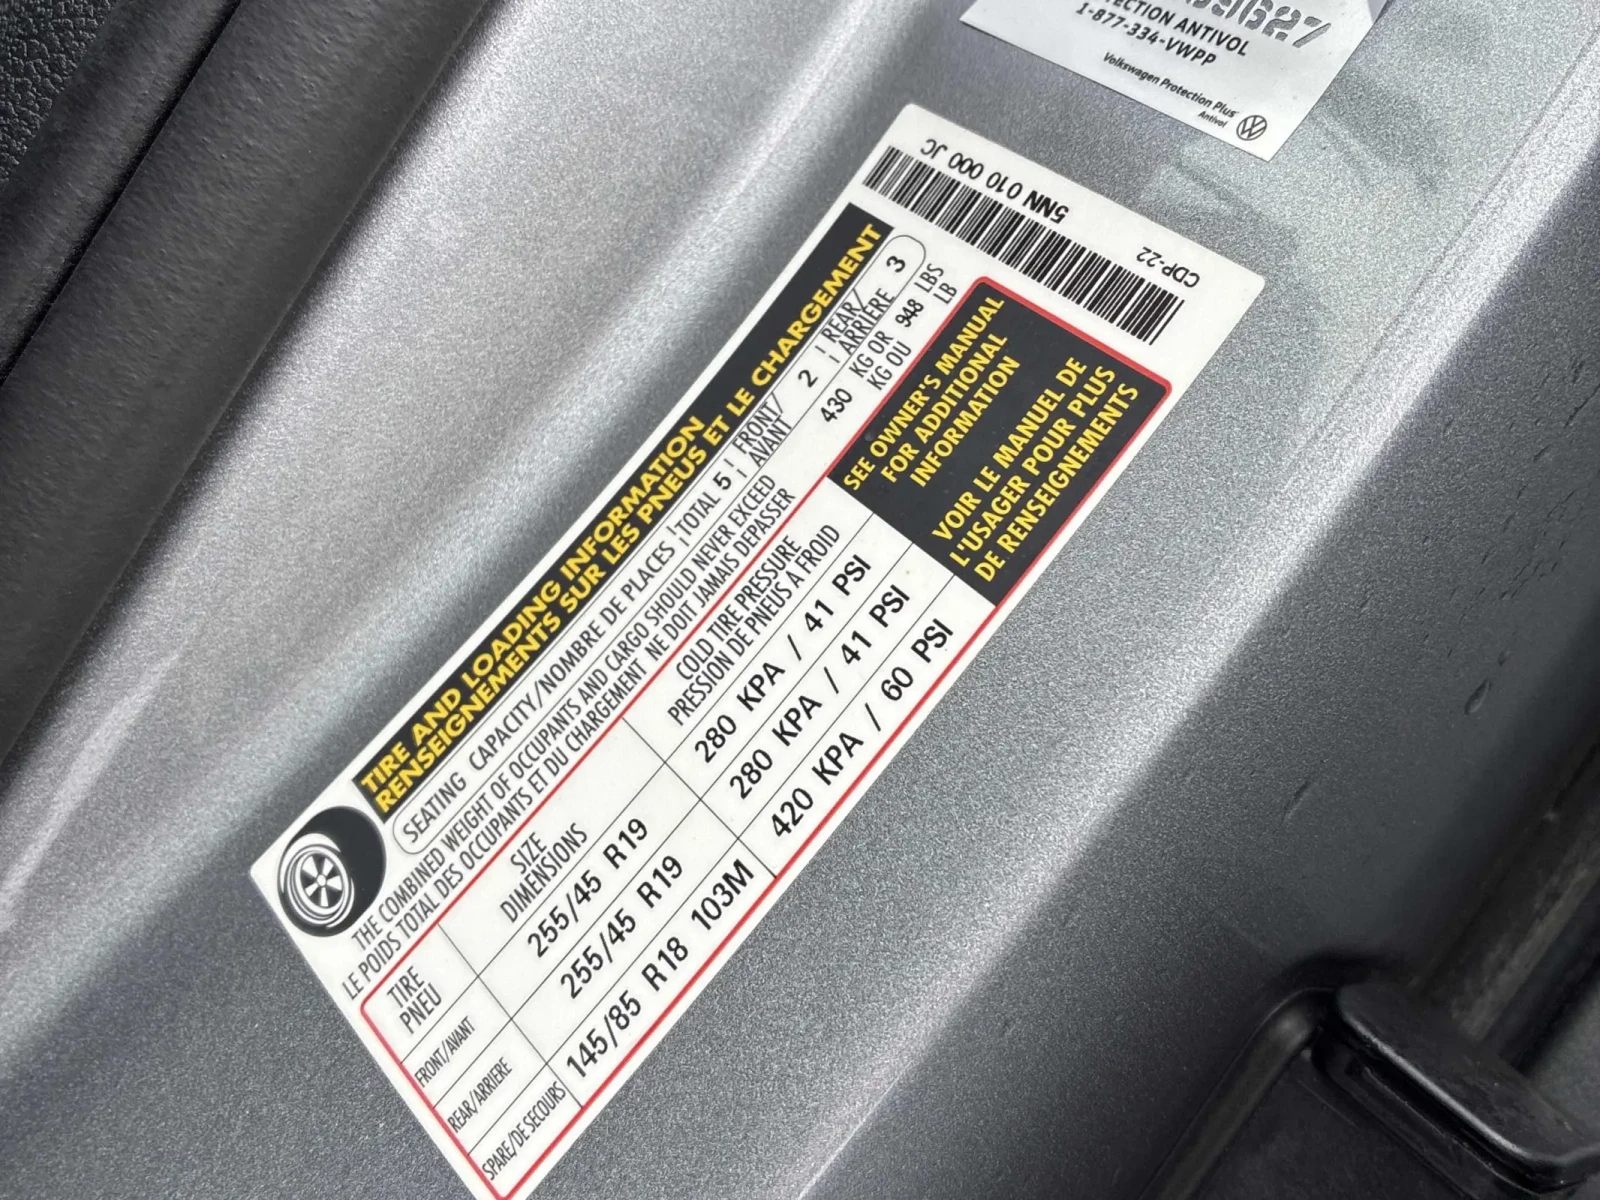 PROTECTION ANTIVOL
1-877-334-VWPP
Volkswagen Protection Plus
Antivol
5NN 010 000 JC
CDP-22
TIRE AND LOADING INFORMATION
RENSEIGNEMENTS SUR LES PNEUS ET LE CHARGEMENT
SEATING CAPACITY/NOMBRE DE PLACES TOTAL 5 FRONT/AVANT 2 REAR/ARRIERE 3
THE COMBINED WEIGHT OF OCCUPANTS AND CARGO SHOULD NEVER EXCEED 430 KG OR 948 LBS
LE POIDS TOTAL DES OCCUPANTS ET DU CHARGEMENT NE DOIT JAMAIS DEPASSER KG OU LB
TIRE SIZE COLD TIRE PRESSURE
PNEU DIMENSIONS PRESSION DE PNEUS À FROID
FRONT/AVANT 255/45 R19 280 KPA / 41 PSI
REAR/ARRIERE 255/45 R19 280 KPA / 41 PSI
SPARE/DE SECOURS 145/85 R18 103M 420 KPA / 60 PSI
SEE OWNER'S MANUAL
FOR ADDITIONAL
INFORMATION
VOIR LE MANUEL DE
L'USAGER POUR PLUS
DE RENSEIGNEMENTS